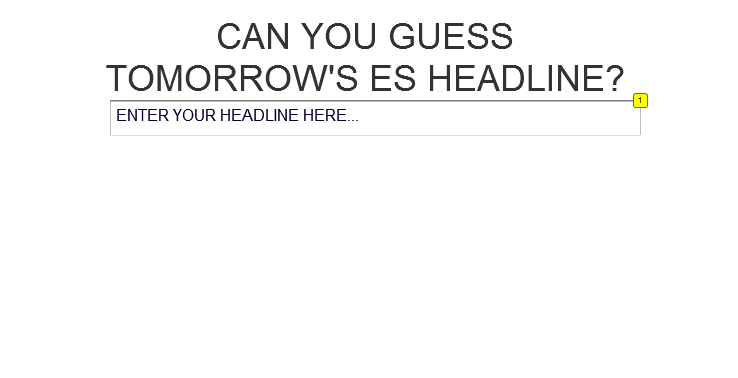 CAN YOU GUESS
TOMORROW'S ES HEADLINE?
1
ENTER YOUR HEADLINE HERE...